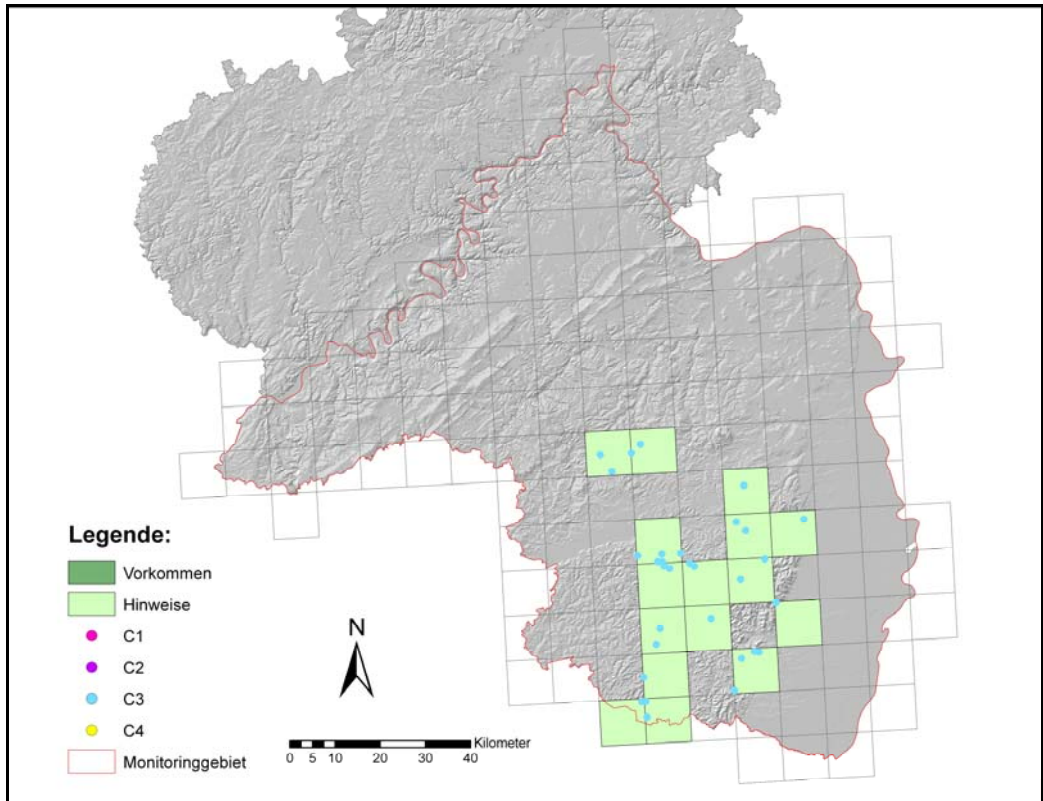 Legende:
Vorkommen
Hinweise
C1
C2
C3
C4
Monitoringgebiet
N
Kilometer
0 5 10 20 30 40